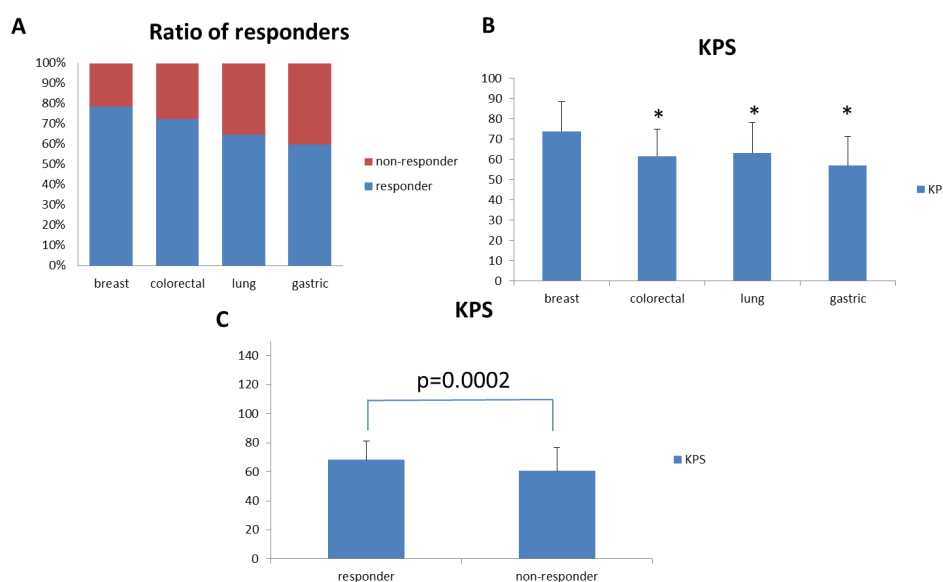 A
Ratio of responders
100%
90%
80%
70%
60%
50%
40%
30%
20%
10%
0%
breast colorectal lung gastric
non-responder
responder
B
KPS
100
90
80
70
60
50
40
30
20
10
0
* * *
breast colorectal lung gastric
KP
C
KPS
140
120
100
80
60
40
20
0
p=0.0002
responder non-responder
KPS